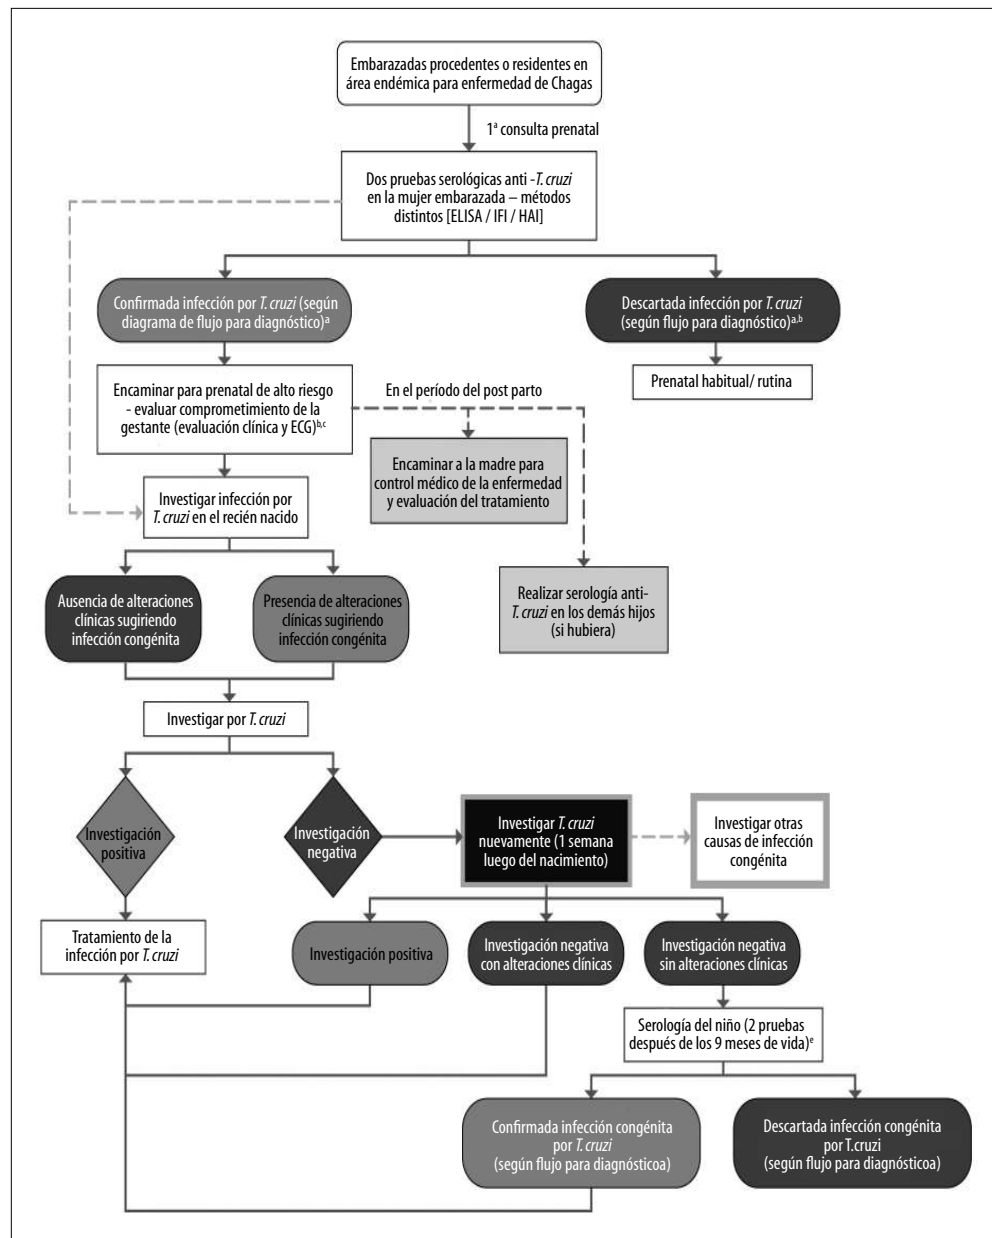 Embarazadas procedentes o residentes en
área endémica para enfermedad de Chagas
1ª consulta prenatal
Dos pruebas serológicas anti -T. cruzi
en la mujer embarazada – métodos
distintos [ELISA / IFI / HAI]
Confirmada infección por T. cruzi (según
diagrama de flujo para diagnóstico)ª
Descartada infección por T. cruzi
(según flujo para diagnóstico)a,b
Encaminar para prenatal de alto riesgo
- evaluar comprometimiento de la
gestante (evaluación clínica y ECG)b,c
En el período del post parto
Prenatal habitual/ rutina
Encaminar a la madre para
control médico de la enfermedad
y evaluación del tratamiento
Investigar infección por
T. cruzi en el recién nacido
Realizar serología anti-
T. cruzi en los demás hijos
(si hubiera)
Ausencia de alteraciones
clínicas sugiriendo
infección congénita
Presencia de alteraciones
clínicas sugiriendo
infección congénita
Investigar por T. cruzi
Investigación
positiva
Investigación
negativa
Investigar T. cruzi
nuevamente (1 semana
luego del nacimiento)
Investigar otras
causas de infección
congénita
Tratamiento de la
infección por T. cruzi
Investigación positiva
Investigación negativa
con alteraciones clínicas
Investigación negativa
sin alteraciones clínicas
Serología del niño (2 pruebas
después de los 9 meses de vida)e
Confirmada infección congénita
por T. cruzi
(según flujo para diagnósticoa)
Descartada infección congénita
por T.cruzi
(según flujo para diagnósticoa)